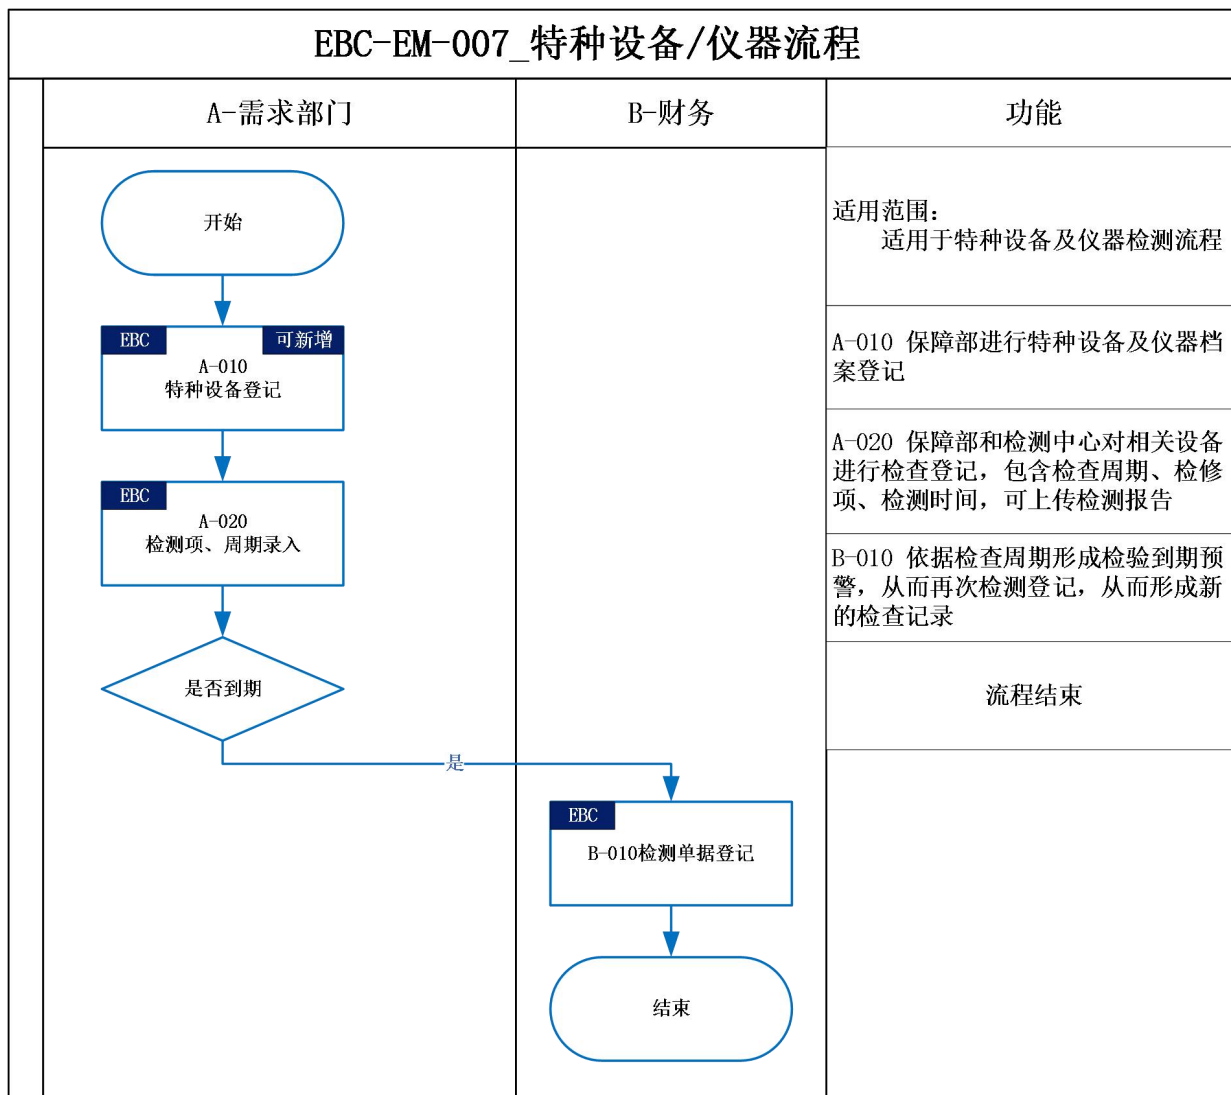 EBC-EM-007_特种设备/仪器流程
A-需求部门
B-财务
功能
开始
适用范围：
适用于特种设备及仪器检测流程
EBC
可新增
A-010
特种设备登记
A-010 保障部进行特种设备及仪器档
案登记
EBC
A-020
检测项、周期录入
A-020 保障部和检测中心对相关设备
进行检查登记，包含检查周期、检修
项、检测时间，可上传检测报告
B-010 依据检查周期形成检验到期预
警，从而再次检测登记，从而形成新
的检查记录
是否到期
流程结束
是
EBC
B-010检测单据登记
结束